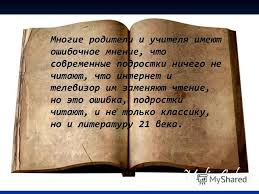 Многие родители и учителя имеют
ошибочное мнение, что
современные подростки ничего не
читают, что интернет и
телевизор им заменяют чтение,
но это ошибка, подростки
читают, и не только классику,
но и литературу 21 века.
MyShared